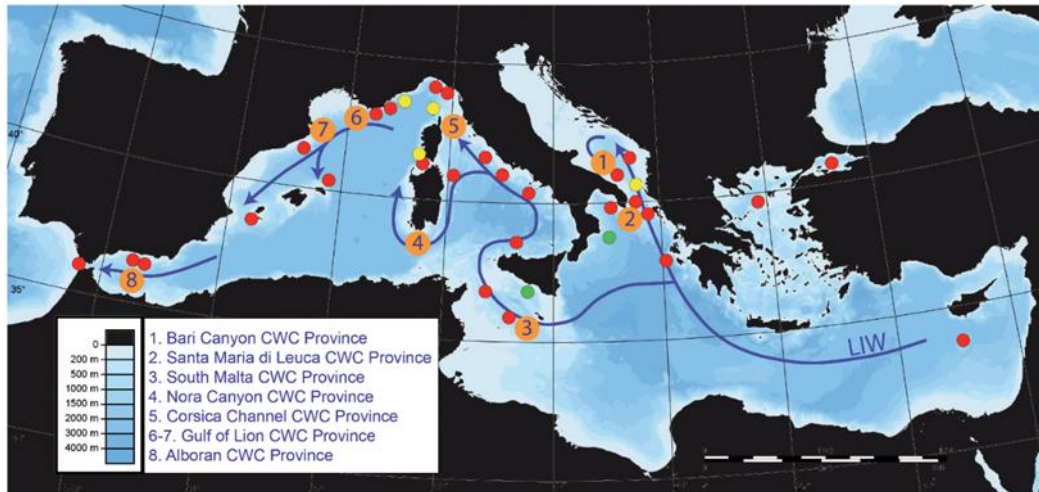 40°
35°
1
2
3
4
5
6
7
8
LIW
0
200 m
500 m
1000 m
1500 m
2000 m
3000 m
4000 m
1. Bari Canyon CWC Province
2. Santa Maria di Leuca CWC Province
3. South Malta CWC Province
4. Nora Canyon CWC Province
5. Corsica Channel CWC Province
6-7. Gulf of Lion CWC Province
8. Alboran CWC Province